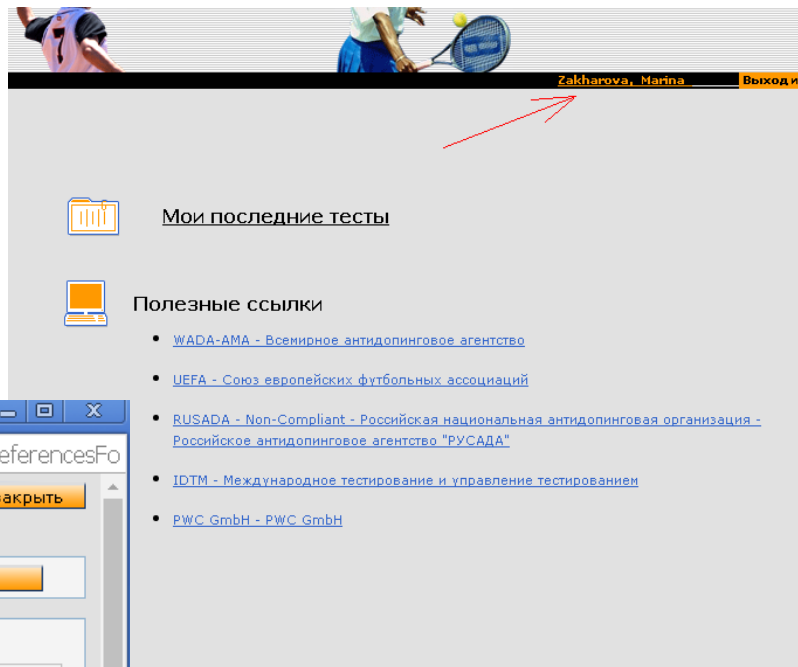 7
Zakharova, Marina
Выход и
Мои последние тесты
Полезные ссылки
WADA-AMA - Всемирное антидопинговое агентство
UEFA - Союз европейских футбольных ассоциаций
RUSADA - Non-Compliant - Российская национальная антидопинговая организация -
Российское антидопинговое агентство "РУСАДА"
eferencesFo
закрыть
IDTM - Международное тестирование и управление тестированием
PWC GmbH - PWC GmbH